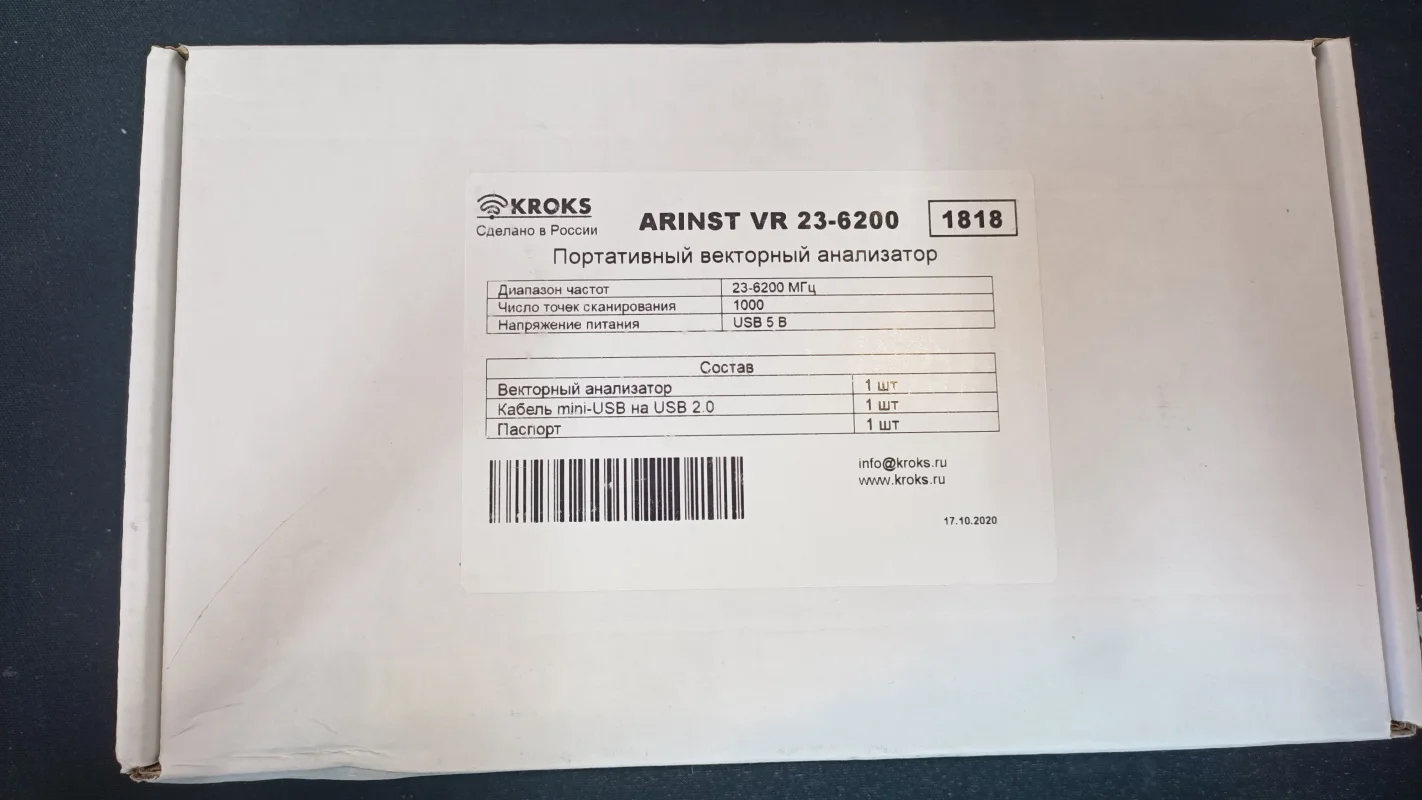 KROKS
Сделано в России
ARINST VR 23-6200
1818
Портативный векторный анализатор
Диапазон частот 23-6200 МГц
Число точек сканирования 1000
Напряжение питания USB 5 В
Состав
Векторный анализатор 1 шт
Кабель mini-USB на USB 2.0 1 шт
Паспорт 1 шт
info@kroks.ru
www.kroks.ru
17.10.2020